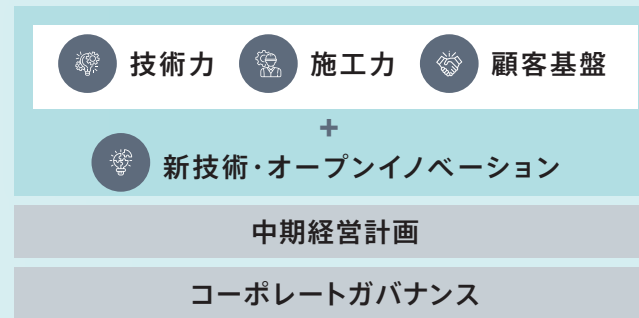 技術力 施工力 顧客基盤
+
新技術・オープンイノベーション
中期経営計画
コーポレートガバナンス